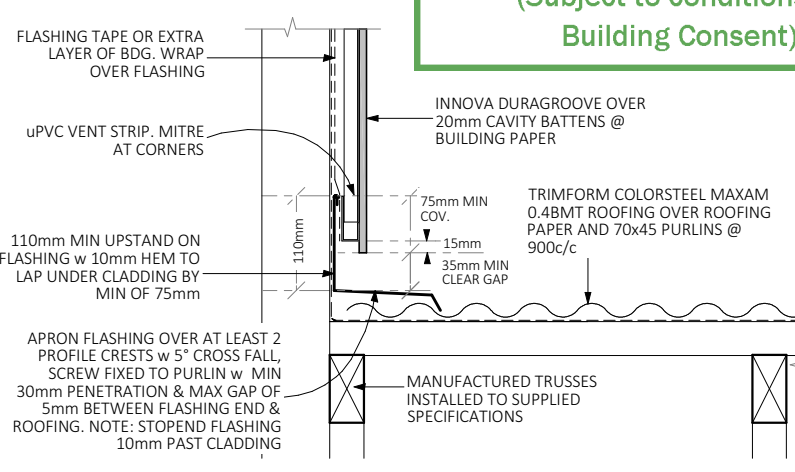 (Subject to conditions
Building Consent)
FLASHING TAPE OR EXTRA
LAYER OF BDG. WRAP
OVER FLASHING
uPVC VENT STRIP. MITRE
AT CORNERS
INNOVA DURAGROOVE OVER
20mm CAVITY BATTENS @
BUILDING PAPER
75mm MIN
COV.
110mm
15mm
35mm MIN
CLEAR GAP
TRIMFORM COLORSTEEL MAXAM
0.4BMT ROOFING OVER ROOFING
PAPER AND 70x45 PURLINS @
900c/c
110mm MIN UPSTAND ON
FLASHING w 10mm HEM TO
LAP UNDER CLADDING BY
MIN OF 75mm
APRON FLASHING OVER AT LEAST 2
PROFILE CRESTS w 5° CROSS FALL,
SCREW FIXED TO PURLIN w MIN
30mm PENETRATION & MAX GAP OF
5mm BETWEEN FLASHING END &
ROOFING. NOTE: STOPEND FLASHING
10mm PAST CLADDING
MANUFACTURED TRUSSES
INSTALLED TO SUPPLIED
SPECIFICATIONS